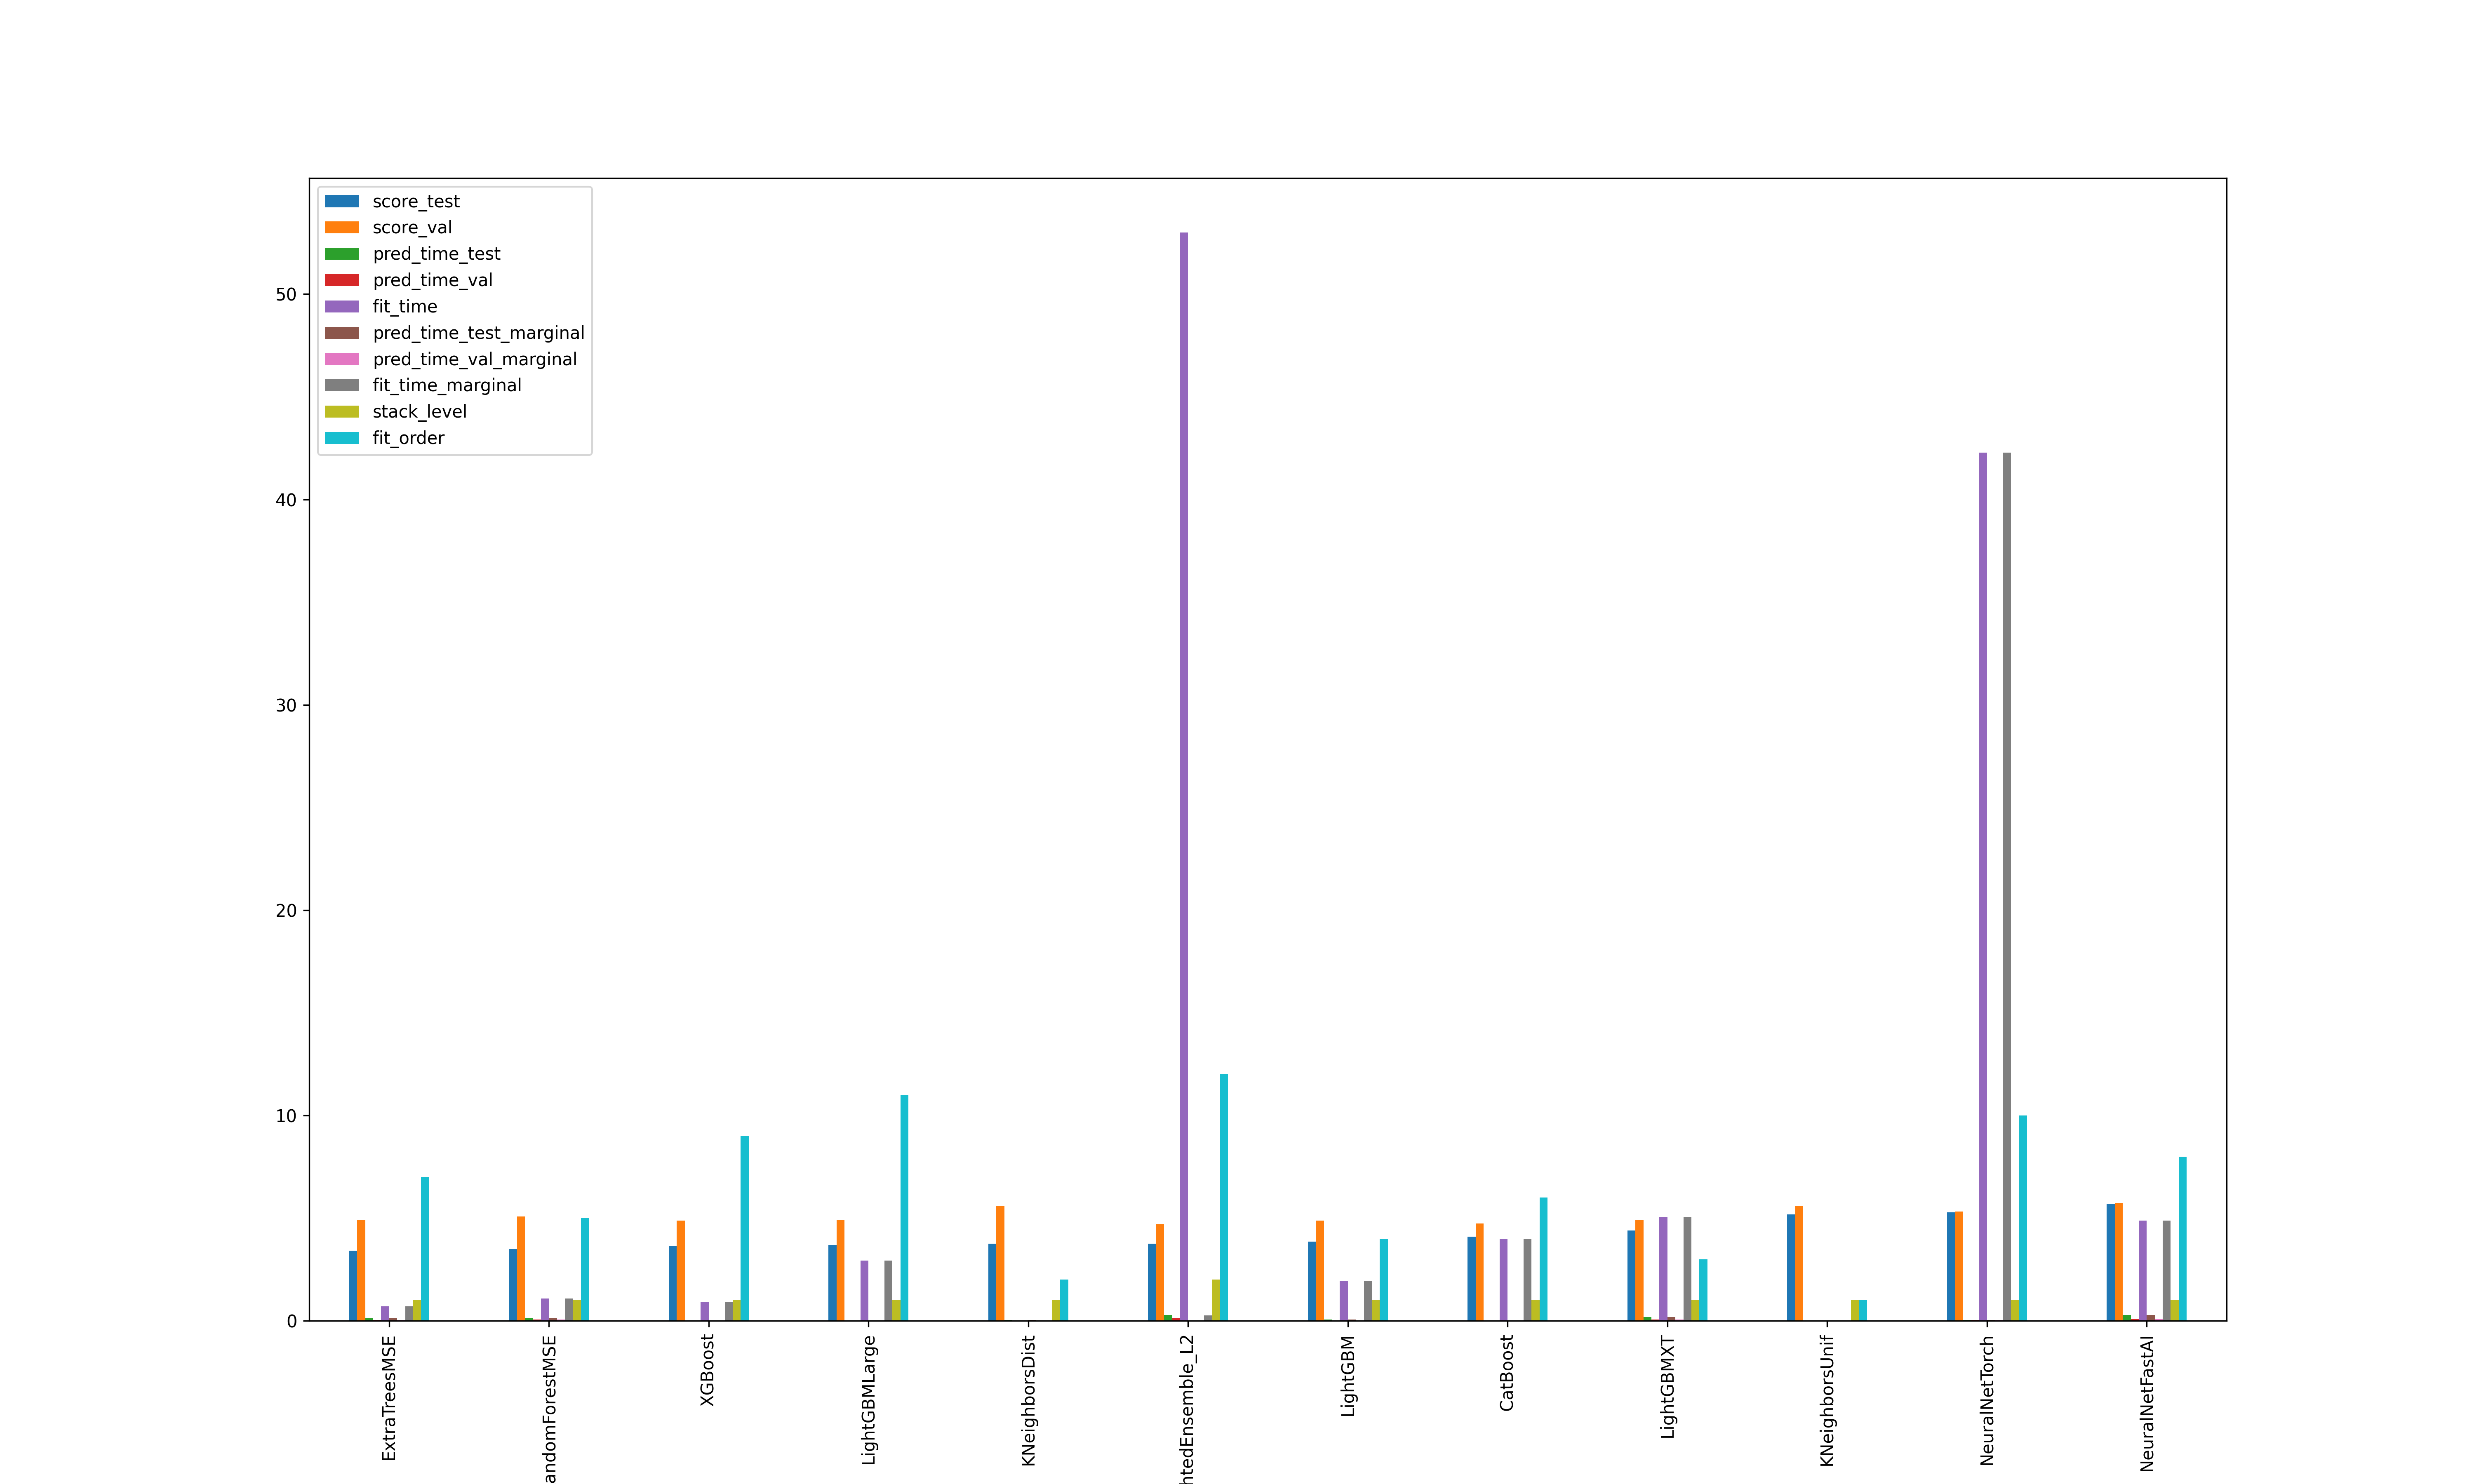 score_test
score_val
pred_time_test
pred_time_val
fit_time
pred_time_test_marginal
pred_time_val_marginal
fit_time_marginal
stack_level
fit_order
50
40
30
20
10
0
ExtraTreesMSE
andomForestMSE
XGBoost
LightGBMLarge
KNeighborsDist
htedEnsemble_L2
LightGBM
CatBoost
LightGBMXT
KNeighborsUnif
NeuralNetTorch
NeuralNetFastAI